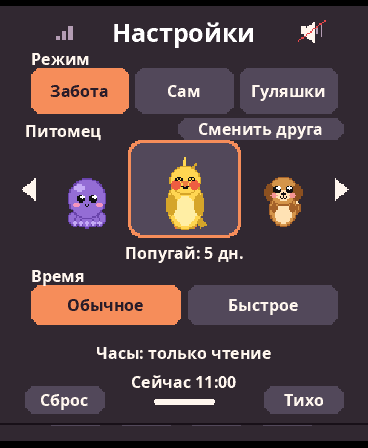 Настройки
Режим
Забота
Сам
Гуляшки
Питомец
Сменить друга
Попугай: 5 дн.
Время
Обычное
Быстрое
Часы: только чтение
Сейчас 11:00
Сброс
Тихо